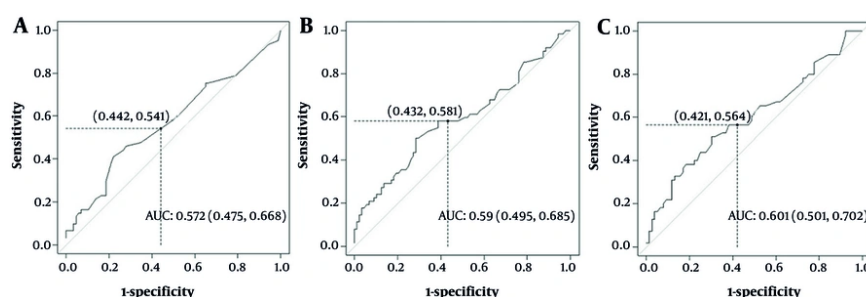 A
Sensitivity
1.0
0.8
0.6
0.4
0.2
0.0
(0.442, 0.541)
AUC: 0.572 (0.475, 0.668)
0.0 0.2 0.4 0.6 0.8 1.0
1-specificity
B
Sensitivity
1.0
0.8
0.6
0.4
0.2
0.0
(0.432, 0.581)
AUC: 0.59 (0.495, 0.685)
0.0 0.2 0.4 0.6 0.8 1.0
1-specificity
C
Sensitivity
1.0
0.8
0.6
0.4
0.2
0.0
(0.421, 0.564)
AUC: 0.601 (0.501, 0.702)
0.0 0.2 0.4 0.6 0.8 1.0
1-specificity